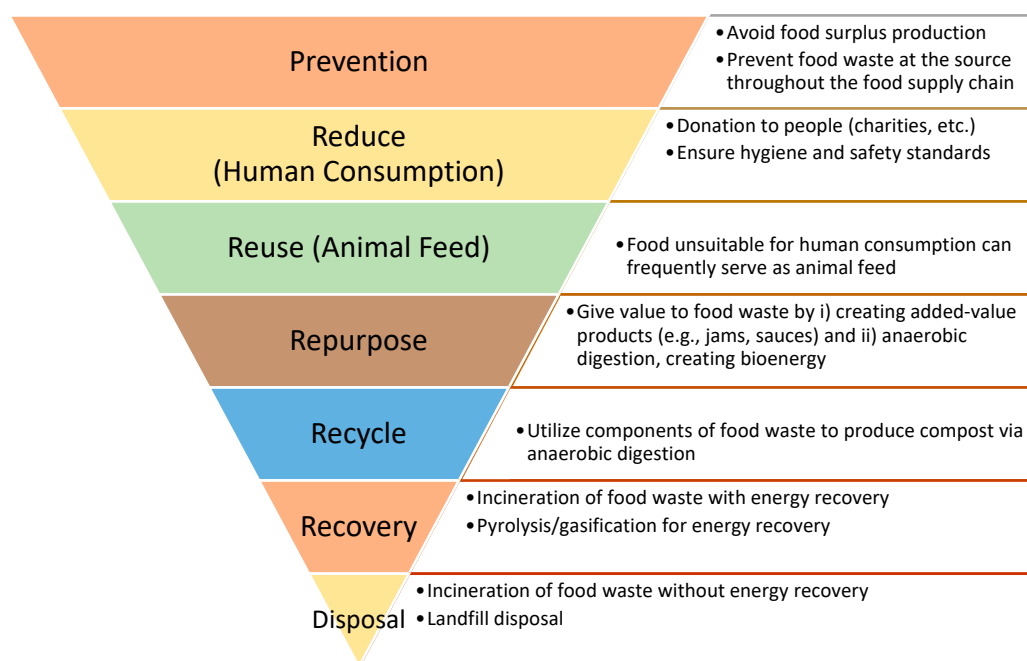 Prevention
•Avoid food surplus production
•Prevent food waste at the source
throughout the food supply chain
Reduce
(Human Consumption)
•Donation to people (charities, etc.)
•Ensure hygiene and safety standards
Reuse (Animal Feed)
•Food unsuitable for human consumption can
frequently serve as animal feed
Repurpose
•Give value to food waste by i) creating added-value
products (e.g., jams, sauces) and ii) anaerobic
digestion, creating bioenergy
Recycle
•Utilize components of food waste to produce compost via
anaerobic digestion
Recovery
•Incineration of food waste with energy recovery
•Pyrolysis/gasification for energy recovery
Disposal
•Incineration of food waste without energy recovery
•Landfill disposal